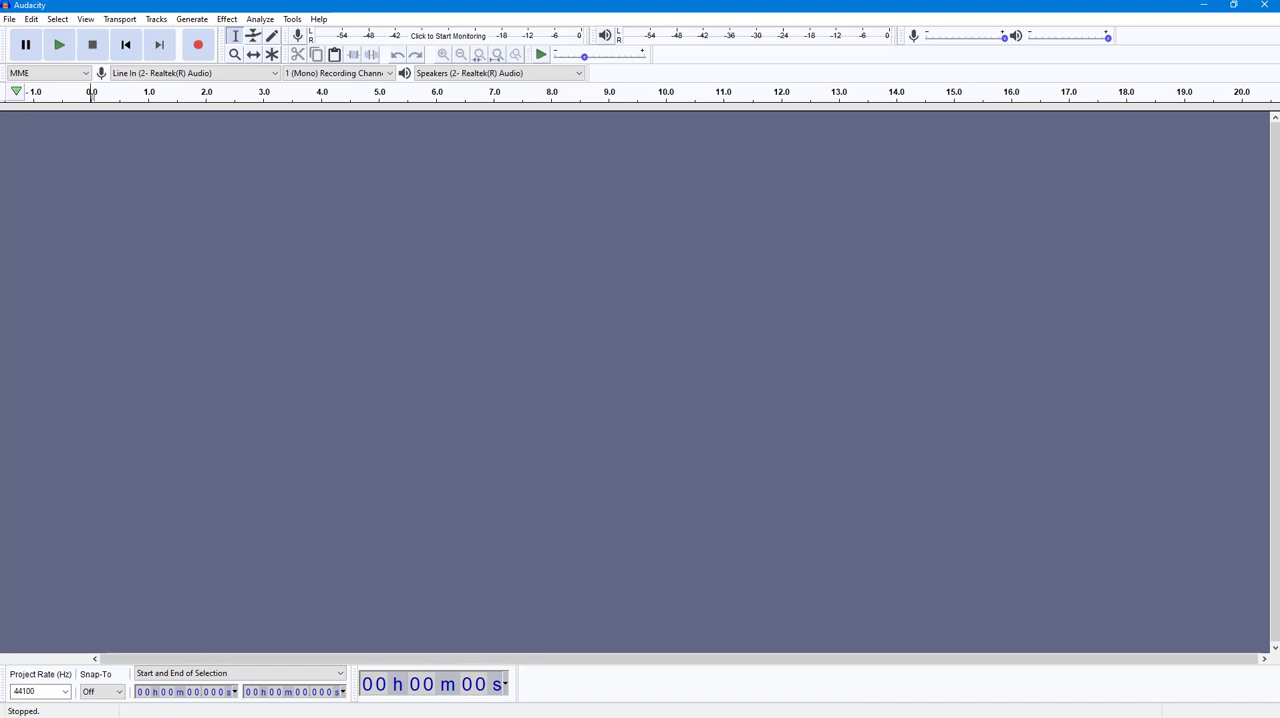 Audacity
File Edit Select View Transport Tracks Generate Effect Analyze Tools Help
L R -54 -48 -42 Click to Start Monitoring -18 -12 -6 0 L R -54 -48 -42 -36 -30 -24 -18 -12 -6 0 - + - +
- +
MME Line In (2- Realtek(R) Audio) 1 (Mono) Recording Chann Speakers (2- Realtek(R) Audio)
- 1.0 0.0 1.0 2.0 3.0 4.0 5.0 6.0 7.0 8.0 9.0 10.0 11.0 12.0 13.0 14.0 15.0 16.0 17.0 18.0 19.0 20.0
Project Rate (Hz) Snap-To Start and End of Selection
44100 Off 00 h 00 m 00.000 s 00 h 00 m 00.000 s 00 h 00 m 00 s
Stopped.